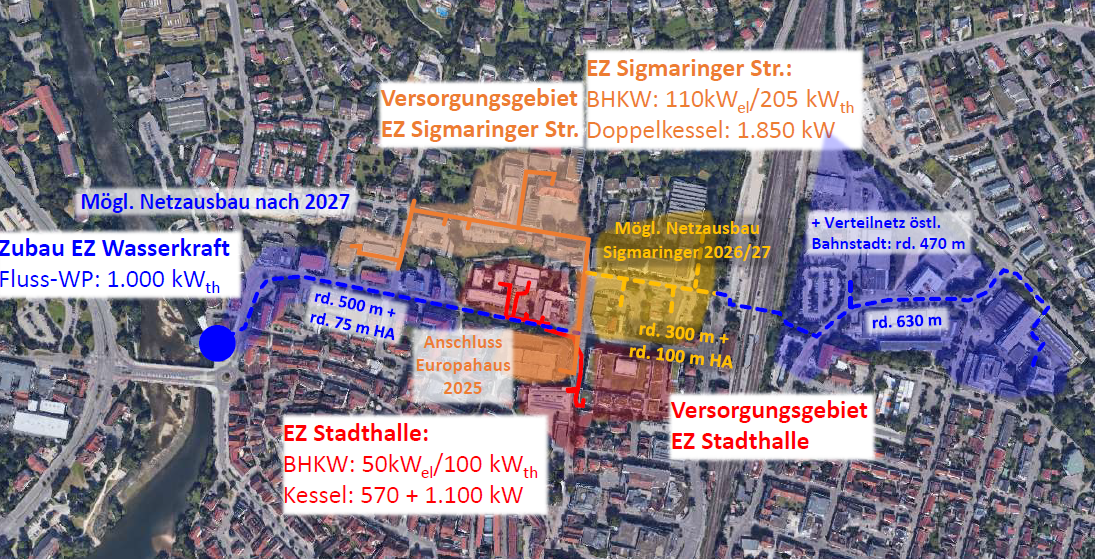 EZ Sigmaringer Str.:
BHKW: 110kWel/205 kWth
Doppelkessel: 1.850 kW
Versorgungsgebiet
EZ Sigmaringer Str.
Mögl. Netzausbau nach 2027
Zubau EZ Wasserkraft
Fluss-WP: 1.000 kWth
Mögl. Netzausbau
Sigmaringer 2026/27
+ Verteilnetz östl.
Bahnstadt: rd. 470 m
rd. 500 m +
rd. 75 m HA
rd. 630 m
rd. 300 m +
rd. 100 m HA
Anschluss
Europahaus
2025
Versorgungsgebiet
EZ Stadthalle
EZ Stadthalle:
BHKW: 50kWel/100 kWth
Kessel: 570 + 1.100 kW